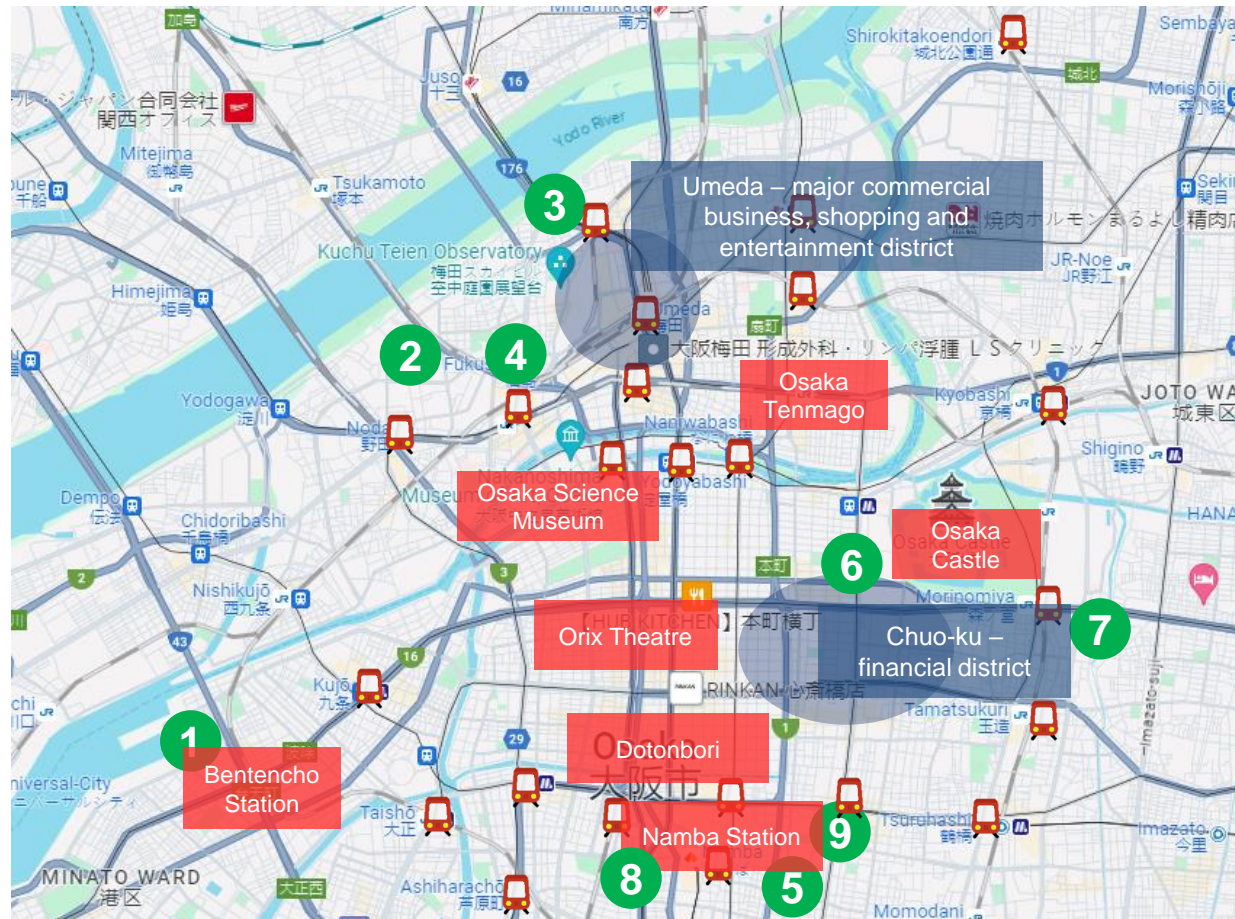 加島
Minamikata
南方
Shirokitakoendori
城北公園通
Juso
十三
16
城北
Morishōji
森小路
ル・ジャパン合同会社
関西オフィス
Yodo River
Mitejima
御幣島
176
Tsukamoto
塚本
千船
3
Umeda – major commercial
business, shopping and
entertainment district
関目
焼肉ホルモンまるよし精肉店
Kuchu Teien Observatory
梅田スカイビル
空中庭園展望台
JR-Noe
JR野江
Himejima
姫島
Umeda
梅田
扇町
大阪梅田 形成外科・リンパ浮腫 L S クリニック
2
4
1
Osaka
Tenmago
Kyobashi
京橋
JOTO WA
城東区
Yodogawa
淀川
Noda
野田
Naniwabashi
Shigino
鴫野
Nakanoshima
Yodoyabashi
淀屋橋
Osaka Science
Museum
Dempo
伝法
Chidoribashi
千鳥橋
HANA
Osaka
Castle
3
2
本町
6
Nishikujō
西九条
Morinomiya
森ノ宮
43
Orix Theatre
【HUB KITCHEN】本町横丁
Chuo-ku –
financial district
7
16
Kujō
九条
RINKAN 心斎橋店
Imazato-suji
Tamatsukuri
玉造
1
29
1
Dotonbori
Bentencho
Station
niversal-City
大阪市
Taishō
大正
Namba Station
9
Tsuruhashi
鶴橋
Imazato
今里
MINATO WARD
港区
大正西
Ashiharachō
芦原町
8
5
Momodani